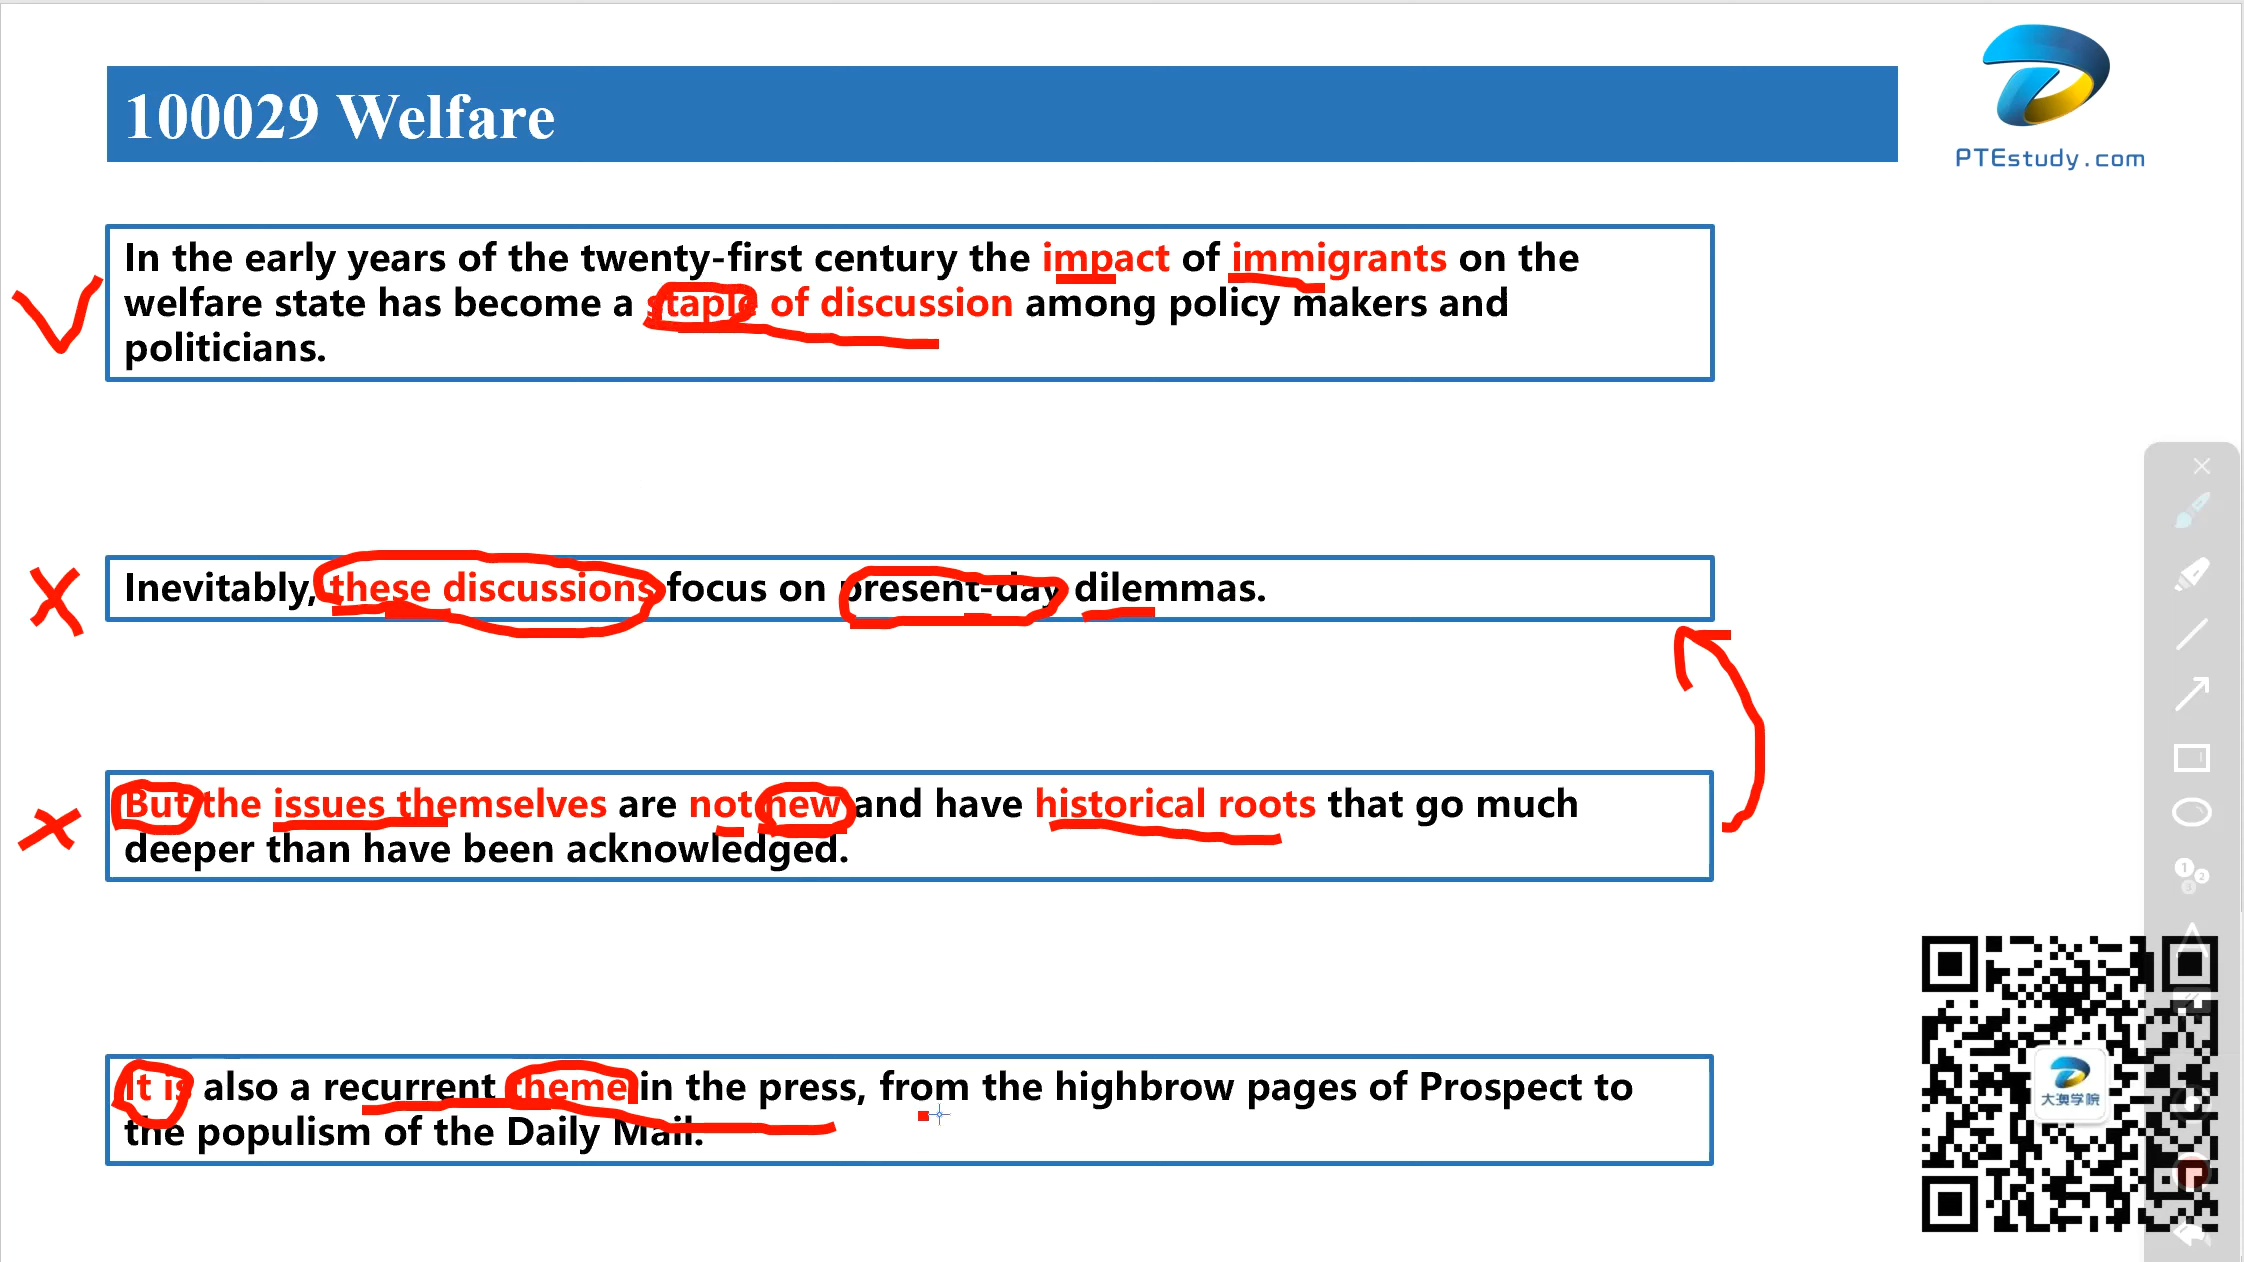 100029 Welfare
PTEstudy.com
In the early years of the twenty-first century the impact of immigrants on the
welfare state has become a staple of discussion among policy makers and
politicians.
Inevitably, these discussions focus on present-day dilemmas.
But the issues themselves are not new and have historical roots that go much
deeper than have been acknowledged.
It is also a recurrent theme in the press, from the highbrow pages of Prospect to
the populism of the Daily Mail.
大澳学院